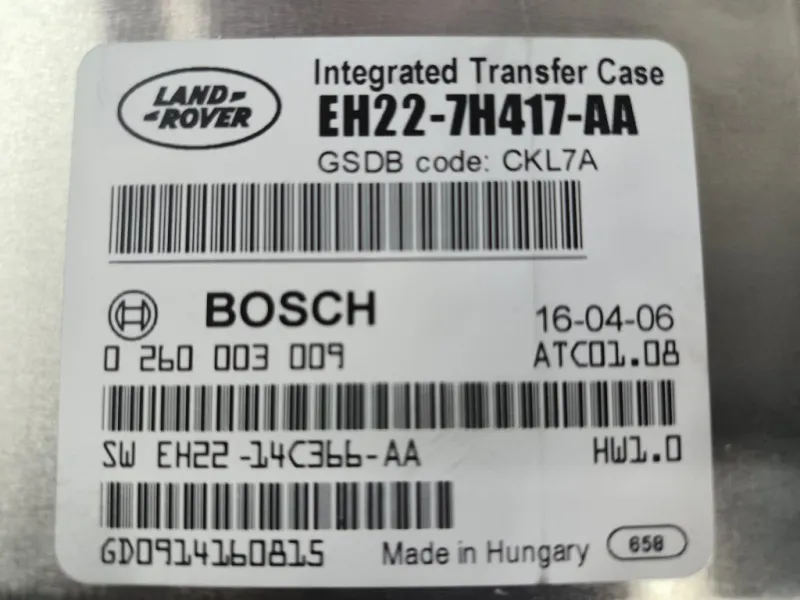 LAND-
-ROVER
Integrated Transfer Case
EH22-7H417-AA
GSDB code: CKL7A
BOSCH
16-04-06
0 260 003 009
ATC01.08
SW EH22-14C366-AA
HW1.0
GD0914160815
Made in Hungary
658